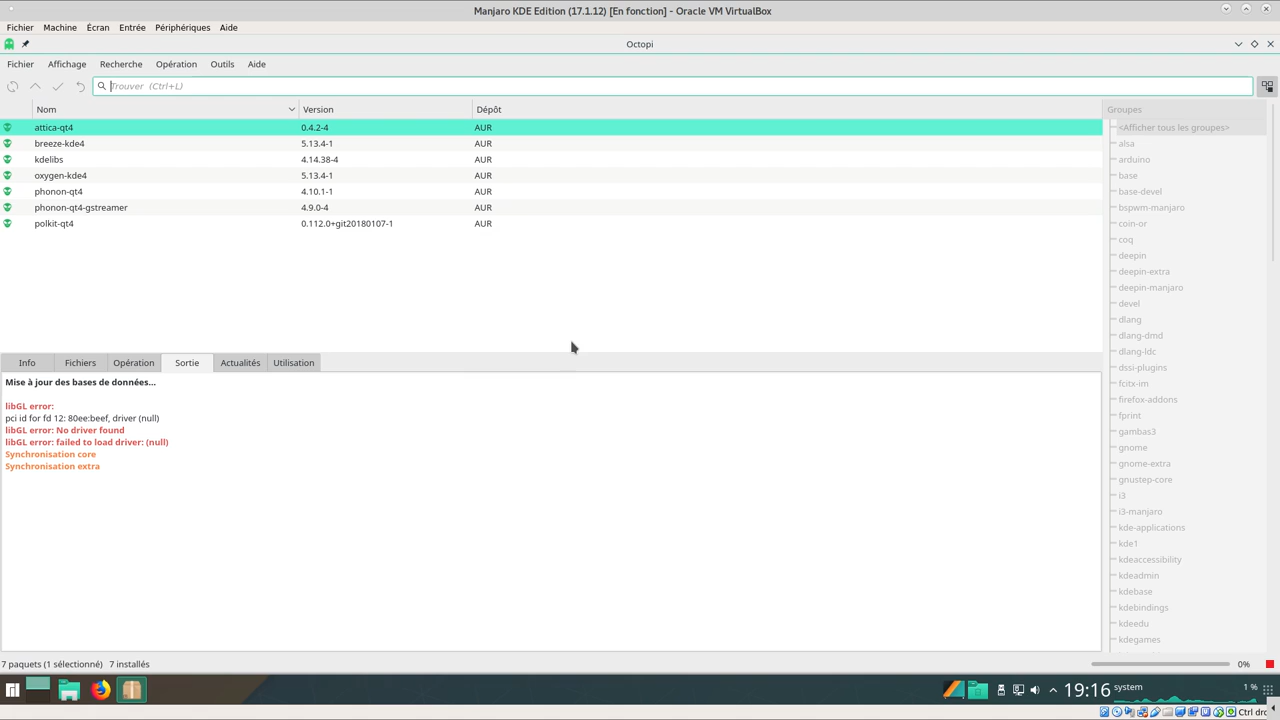 Manjaro KDE Edition (17.1.12) [En fonction] - Oracle VM VirtualBox
Fichier Machine Écran Entrée Périphériques Aide
Octopi
Fichier Affichage Recherche Opération Outils Aide
Trouver (Ctrl+L)
Nom Version Dépôt Groupes
attica-qt4 0.4.2-4 AUR
breeze-kde4 5.13.4-1 AUR
kdelibs 4.14.38-4 AUR
oxygen-kde4 5.13.4-1 AUR
phonon-qt4 4.10.1-1 AUR
phonon-qt4-gstreamer 4.9.0-4 AUR
polkit-qt4 0.112.0+git20180107-1 AUR
<Afficher tous les groupes>
alsa
arduino
base
base-devel
bspwm-manjaro
coin-or
coq
deepin
deepin-extra
deepin-manjaro
devel
dlang
dlang-dmd
dlang-ldc
dssi-plugins
fcitx-im
firefox-addons
fprint
gambas3
gnome
gnome-extra
gnustep-core
i3
i3-manjaro
kde-applications
kde1
kdeaccessibility
kdeadmin
kdebase
kdebindings
kdeedu
kdegames
Info Fichiers Opération Sortie Actualités Utilisation
Mise à jour des bases de données...
libGL error:
pci id for fd 12: 80ee:beef, driver (null)
libGL error: No driver found
libGL error: failed to load driver: (null)
Synchronisation core
Synchronisation extra
7 paquets (1 sélectionné) 7 installés 0%
19:16 system 1 %
Ctrl dro